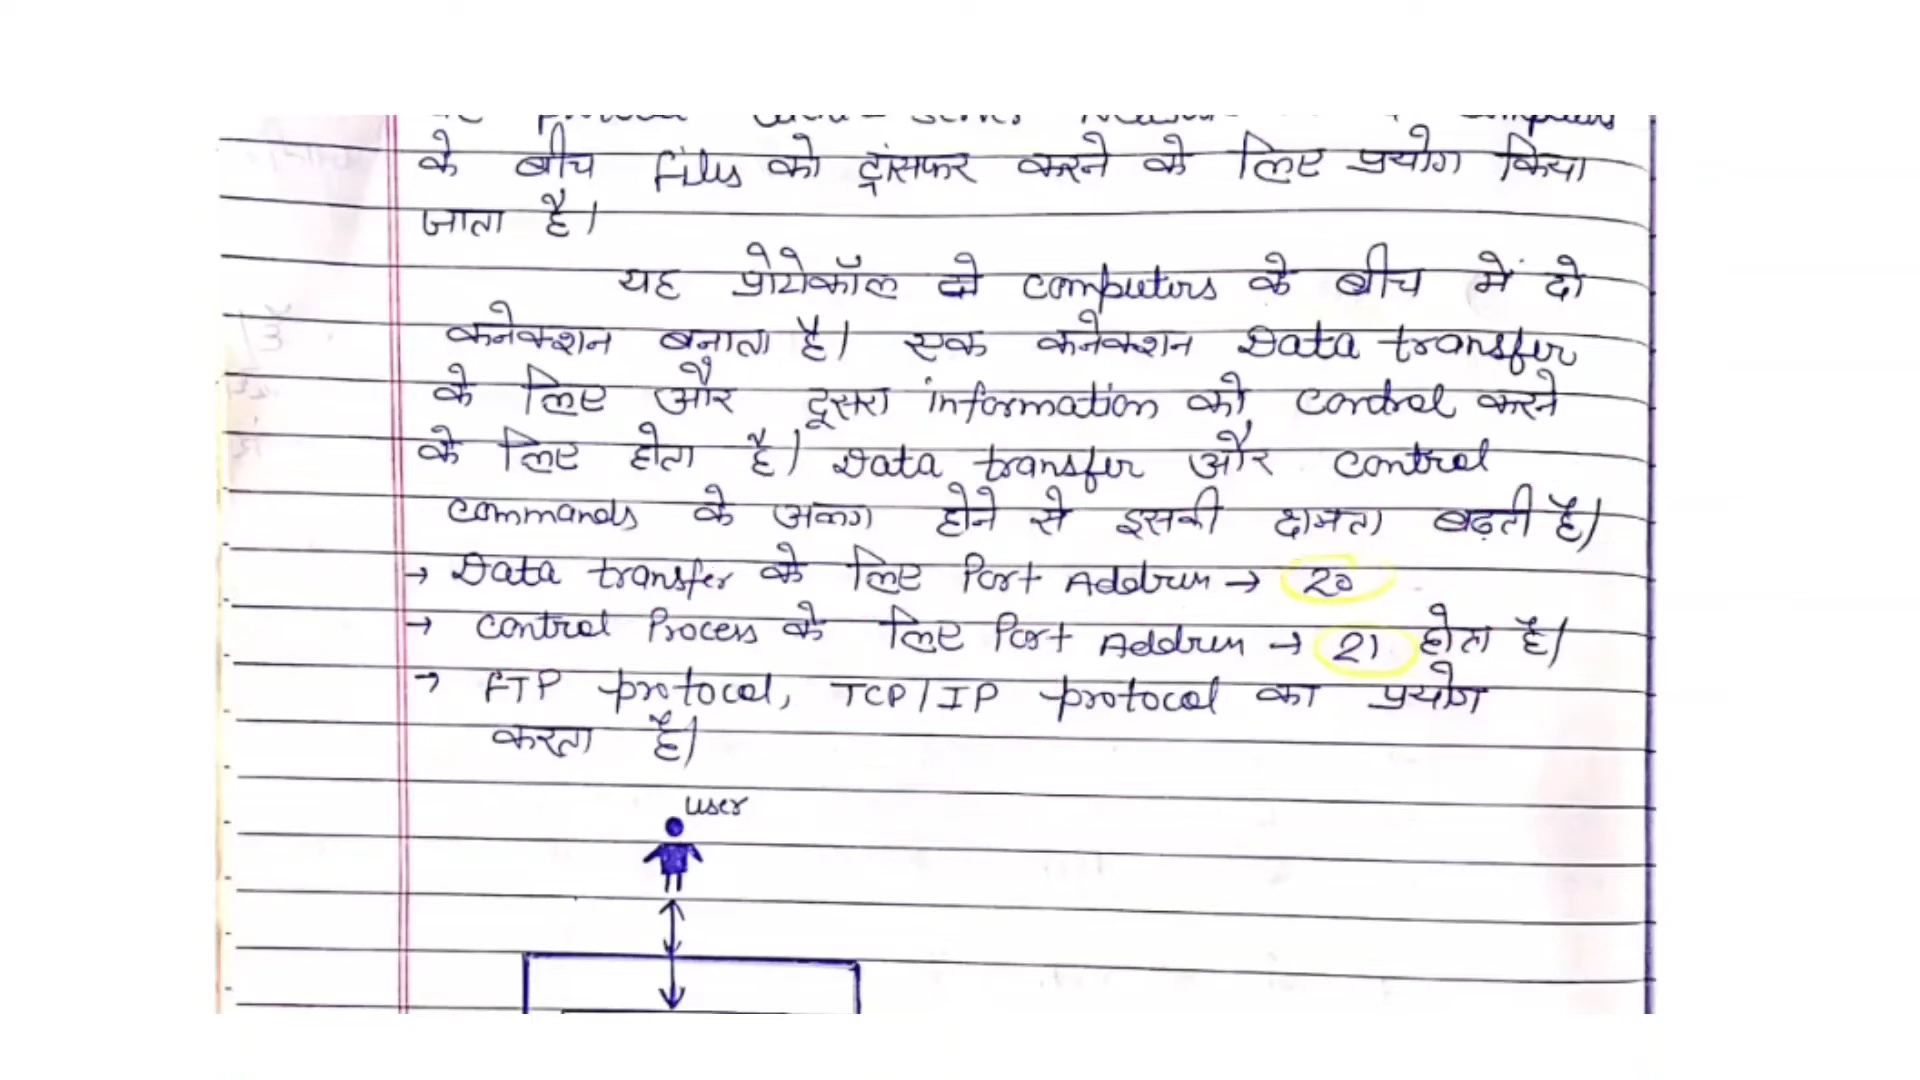 protocol
के बीच files को ट्रांसफर करने के लिए प्रयोग किया
जाता है।
यह प्रोटोकॉल दो computers के बीच में दो
कनेक्शन बनाता है। एक कनेक्शन Data transfer
के लिए और दूसरा information को control करने
के लिए होता है। Data transfer और control
commands के अलग होने से इसकी क्षमता बढ़ती है।
→ Data transfer के लिए Port Address → 20
→ Control Process के लिए Port Address → 21 होता है।
→ FTP protocol, TCP/IP protocol का प्रयोग
करता है।
user